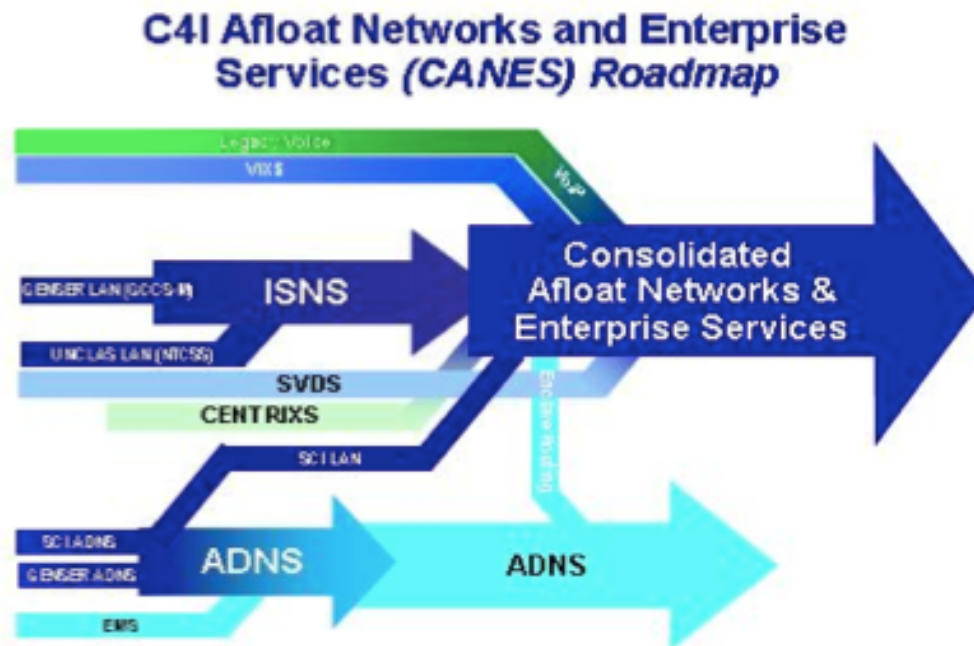 C4I Afloat Networks and Enterprise
Services (CANES) Roadmap
Legacy Voice
VIXS
VoIP
Consolidated
Afloat Networks &
Enterprise Services
GENSER LAN (GCCS-M)
ISNS
UNCLAS LAN (NTCSS)
SVDS
CENTRIXS
SCI LAN
SCI ADNS
GENSER ADNS
ADNS
ADNS
EMS